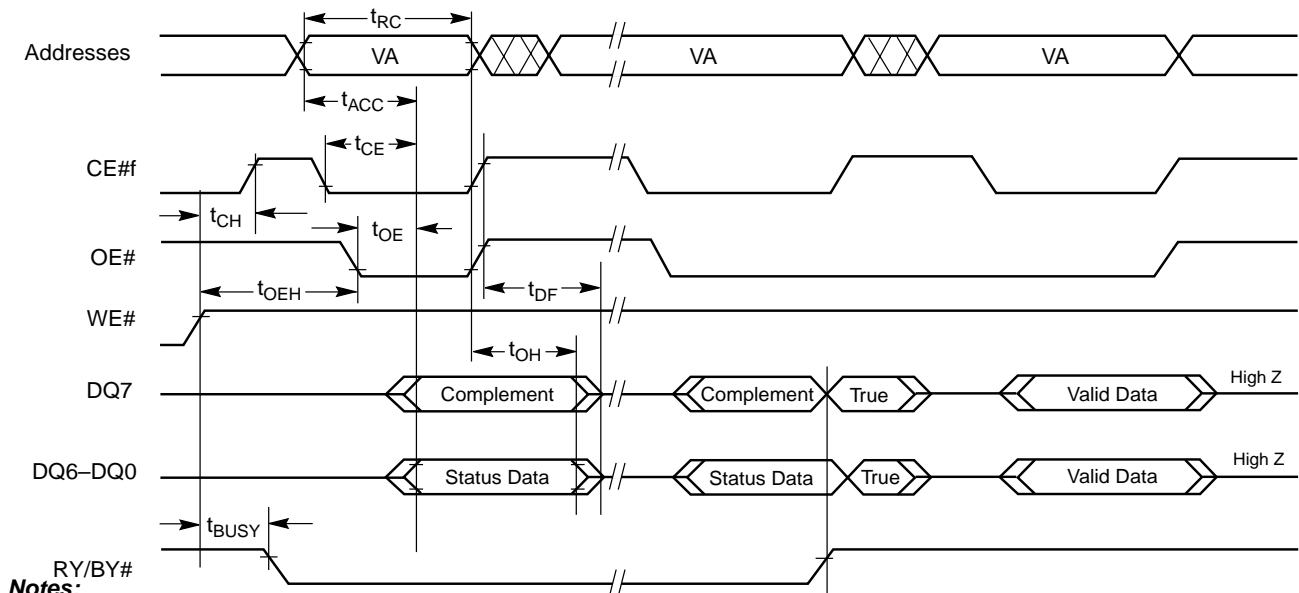 tRC
Addresses VA VA VA
tACC
tCE
CE#f
tCH tOE
OE#
tOEH tDF
WE#
tOH
DQ7 Complement Complement True Valid Data High Z
DQ6–DQ0 Status Data Status Data True Valid Data High Z
tBUSY
RY/BY#
Notes: